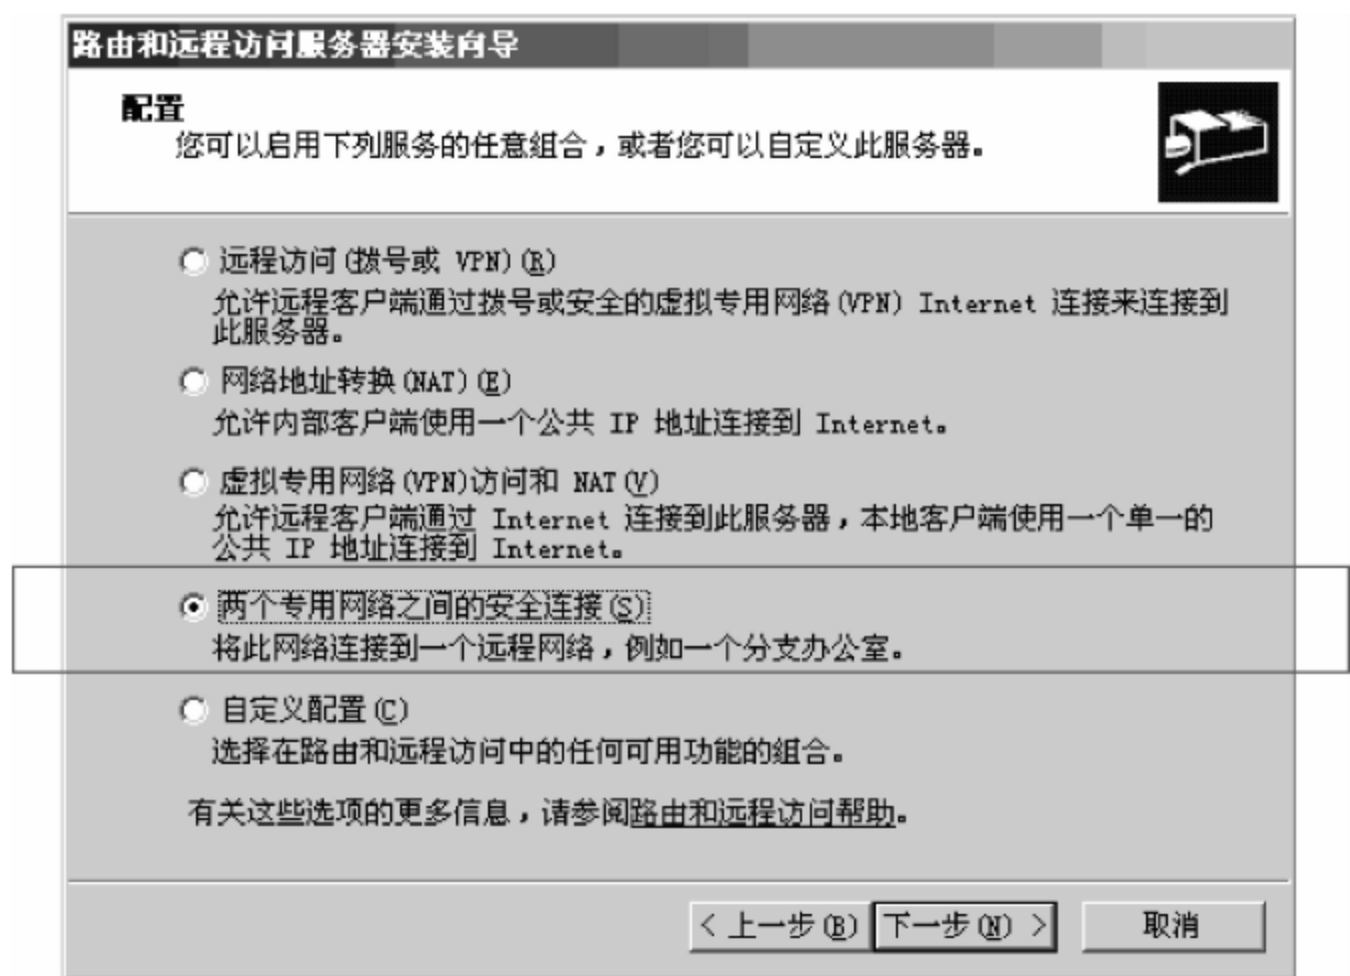 路由和远程访问服务器安装向导
配置
您可以启用下列服务的任意组合，或者您可以自定义此服务器。
远程访问(拨号或 VPN)(R)
允许远程客户端通过拨号或安全的虚拟专用网络(VPN) Internet 连接来连接到
此服务器。
网络地址转换(NAT)(E)
允许内部客户端使用一个公共 IP 地址连接到 Internet。
虚拟专用网络(VPN)访问和 NAT(V)
允许远程客户端通过 Internet 连接到此服务器，本地客户端使用一个单一的
公共 IP 地址连接到 Internet。
两个专用网络之间的安全连接(S)
将此网络连接到一个远程网络，例如一个分支办公室。
自定义配置(C)
选择在路由和远程访问中的任何可用功能的组合。
有关这些选项的更多信息，请参阅路由和远程访问帮助。
< 上一步(B) 下一步(N) > 取消